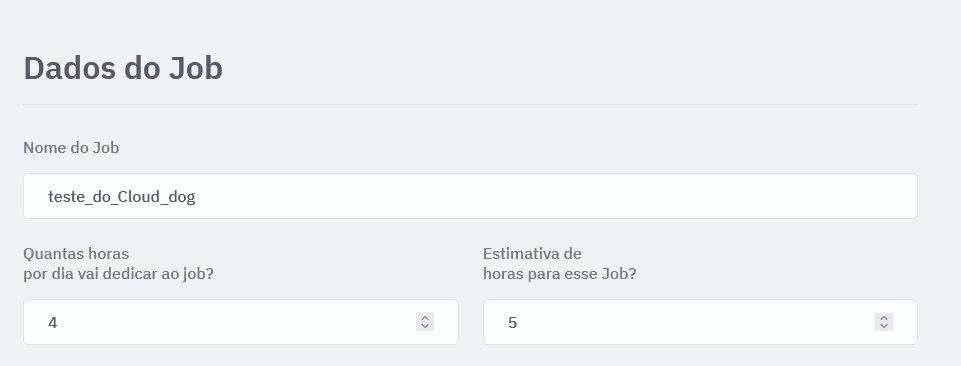 Dados do Job
Nome do Job
teste_do_Cloud_dog
Quantas horas
por dia vai dedicar ao job?
Estimativa de
horas para esse Job?
4
5